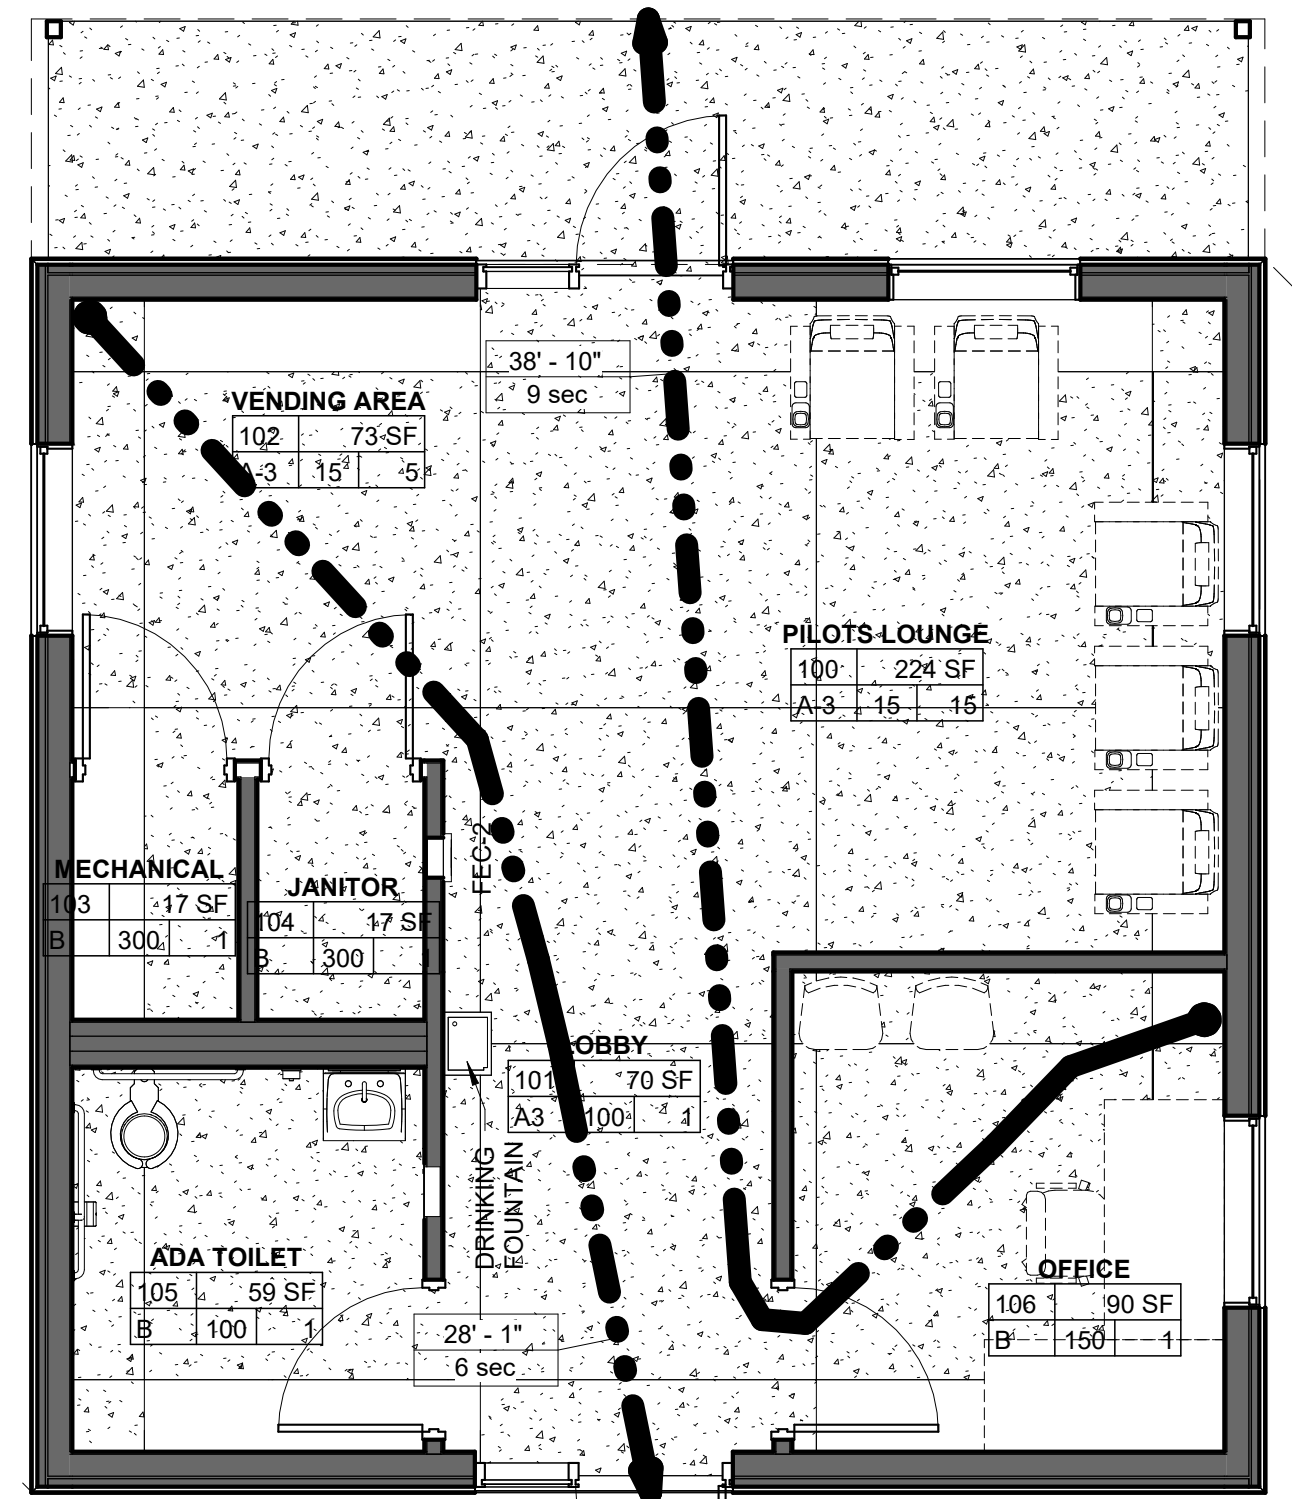 38' - 10"
9 sec
VENDING AREA
102 73 SF
A-3 15 5
PILOTS LOUNGE
100 224 SF
A-3 15 15
FEC-2
MECHANICAL
103 17 SF
B 300 1
JANITOR
104 17 SF
B 300 1
LOBBY
101 70 SF
A3 100 1
DRINKING
FOUNTAIN
ADA TOILET
105 59 SF
B 100 1
OFFICE
106 90 SF
B 150 1
28' - 1"
6 sec